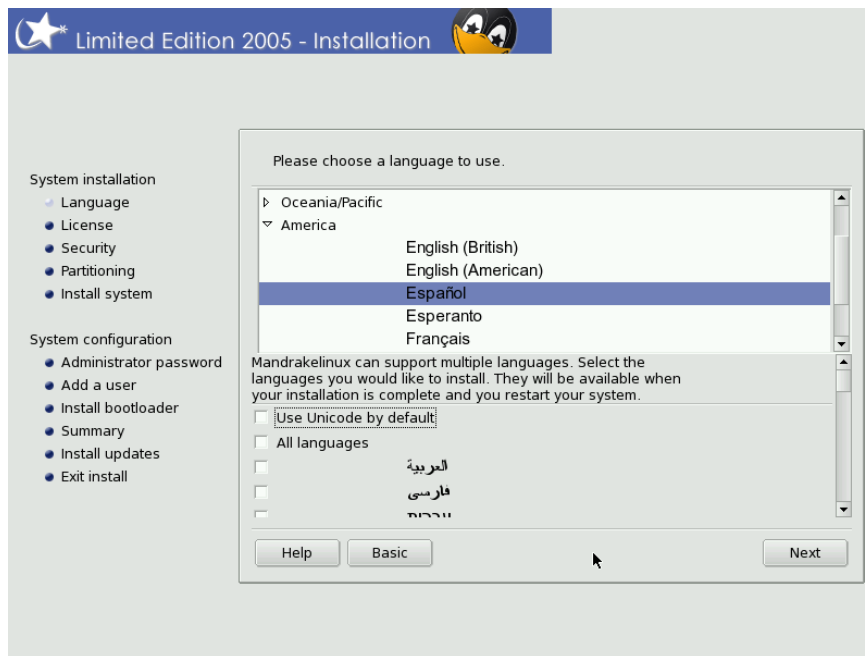 Limited Edition 2005 - Installation
System installation
Language
License
Security
Partitioning
Install system
System configuration
Administrator password
Add a user
Install bootloader
Summary
Install updates
Exit install
Please choose a language to use.
Oceania/Pacific
America
English (British)
English (American)
Español
Esperanto
Français
Mandrakelinux can support multiple languages. Select the
languages you would like to install. They will be available when
your installation is complete and you restart your system.
Use Unicode by default
All languages
العربية
فارسی
Help
Basic
Next